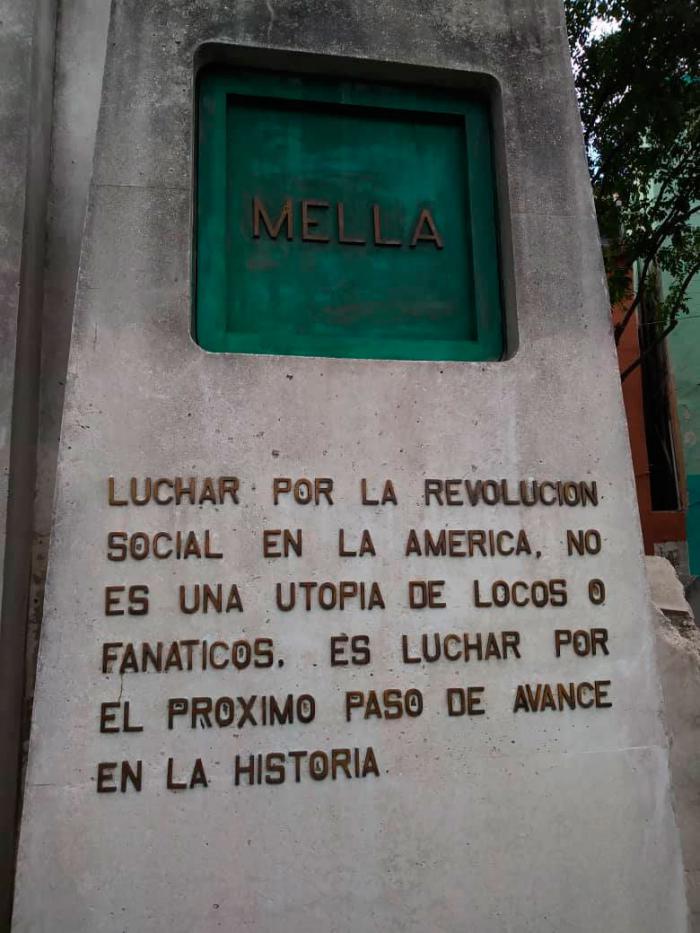 MELLA
LUCHAR POR LA REVOLUCION
SOCIAL EN LA AMERICA, NO
ES UNA UTOPIA DE LOCOS O
FANATICOS. ES LUCHAR POR
EL PROXIMO PASO DE AVANCE
EN LA HISTORIA